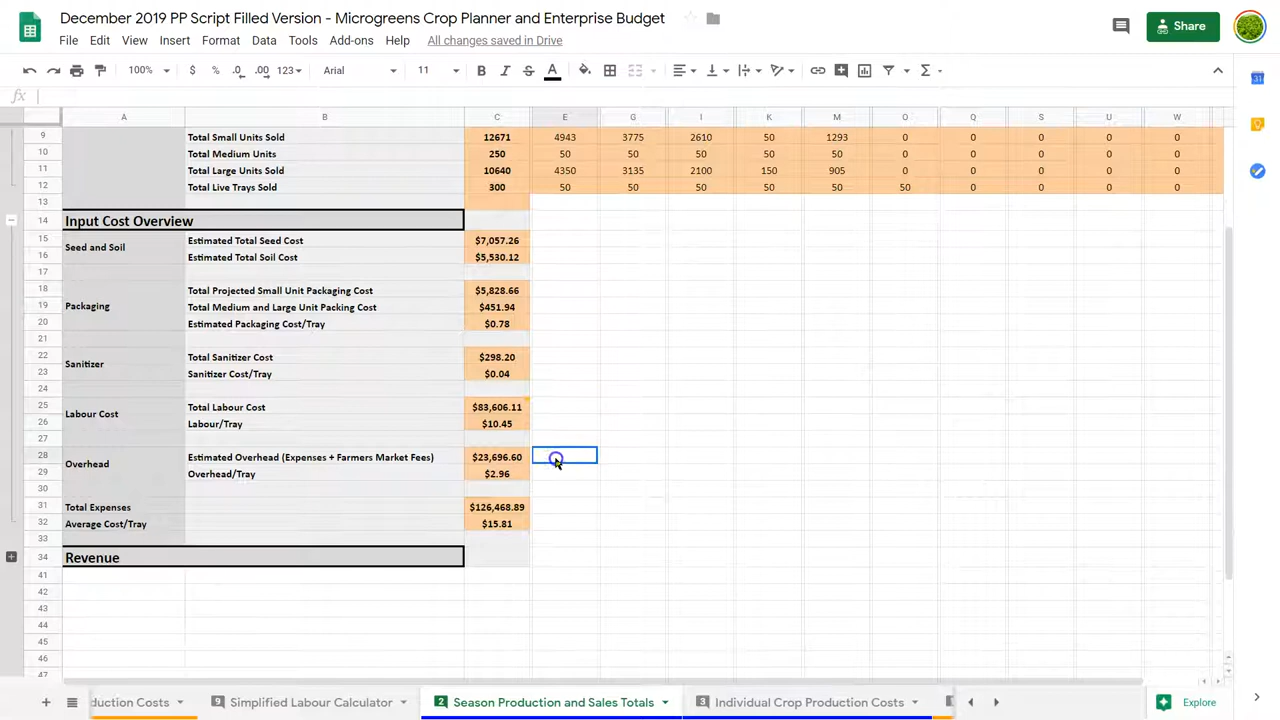 December 2019 PP Script Filled Version - Microgreens Crop Planner and Enterprise Budget
Share
File Edit View Insert Format Data Tools Add-ons Help All changes saved in Drive
100% $ % .0 .00 123 Arial 11 B I S A Σ
fx
A B C E G I K M O Q S U W
9 Total Small Units Sold 12671 4943 3775 2610 50 1293 0 0 0 0 0
10 Total Medium Units 250 50 50 50 50 50 0 0 0 0 0
11 Total Large Units Sold 10640 4350 3135 2100 150 905 0 0 0 0 0
12 Total Live Trays Sold 300 50 50 50 50 50 50 0 0 0 0
13
14 Input Cost Overview
15 Seed and Soil Estimated Total Seed Cost $7,057.26
16 Estimated Total Soil Cost $5,530.12
17
18 Total Projected Small Unit Packaging Cost $5,828.66
19 Packaging Total Medium and Large Unit Packing Cost $451.94
20 Estimated Packaging Cost/Tray $0.78
21
22 Sanitizer Total Sanitizer Cost $298.20
23 Sanitizer Cost/Tray $0.04
24
25 Labour Cost Total Labour Cost $83,606.11
26 Labour/Tray $10.45
27
28 Overhead Estimated Overhead (Expenses + Farmers Market Fees) $23,696.60
29 Overhead/Tray $2.96
30
31 Total Expenses $126,468.89
32 Average Cost/Tray $15.81
33
34 Revenue
41
42
43
44
45
46
47
+ duction Costs 9 Simplified Labour Calculator 2 Season Production and Sales Totals 3 Individual Crop Production Costs Explore